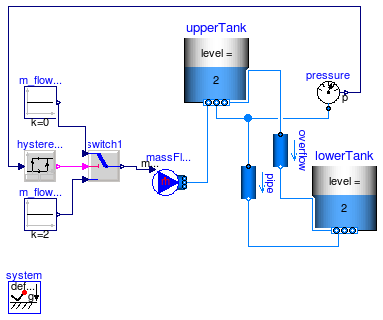 upperTank
level =
2
m_flow...
k=0
pressure
p
overflow
hystere...
switch1
m...
massFl...
pipe
lowerTank
level =
2
m_flow...
k=2
system
def...
g